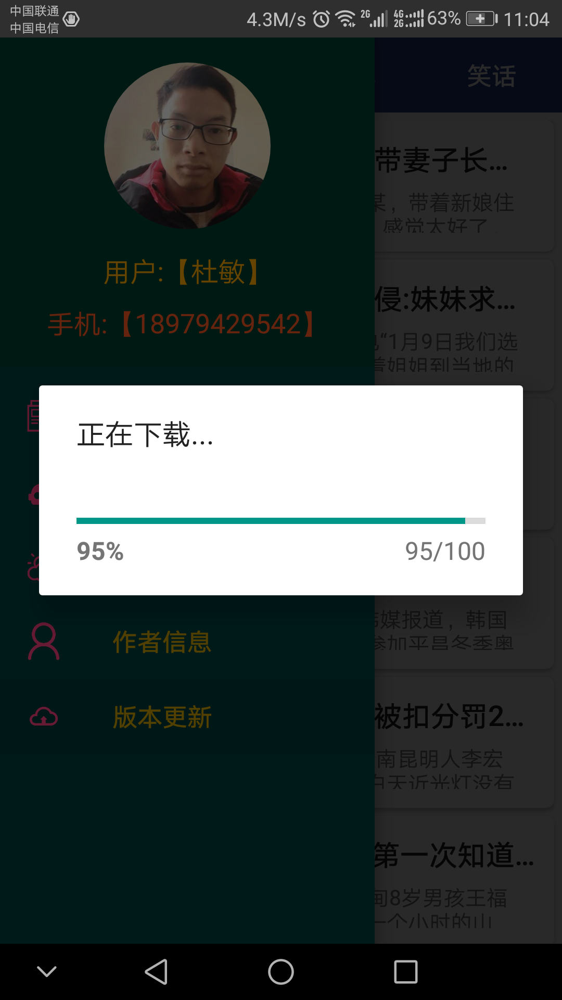 中国联通
中国电信
4.3M/s 2G 4G 2G 63% 11:04
笑话
用户:【杜敏】
手机:【18979429542】
带妻子长...
某，带着新娘住
感觉太好了
侵:妹妹求...
“1月9日我们选
着姐姐到当地的
正在下载...
95% 95/100
媒报道，韩国
参加平昌冬季奥
作者信息
版本更新
被扣分罚2...
南昆明人李宏
白天近光灯没有
第一次知道...
旬8岁男孩王福
一个小时的山